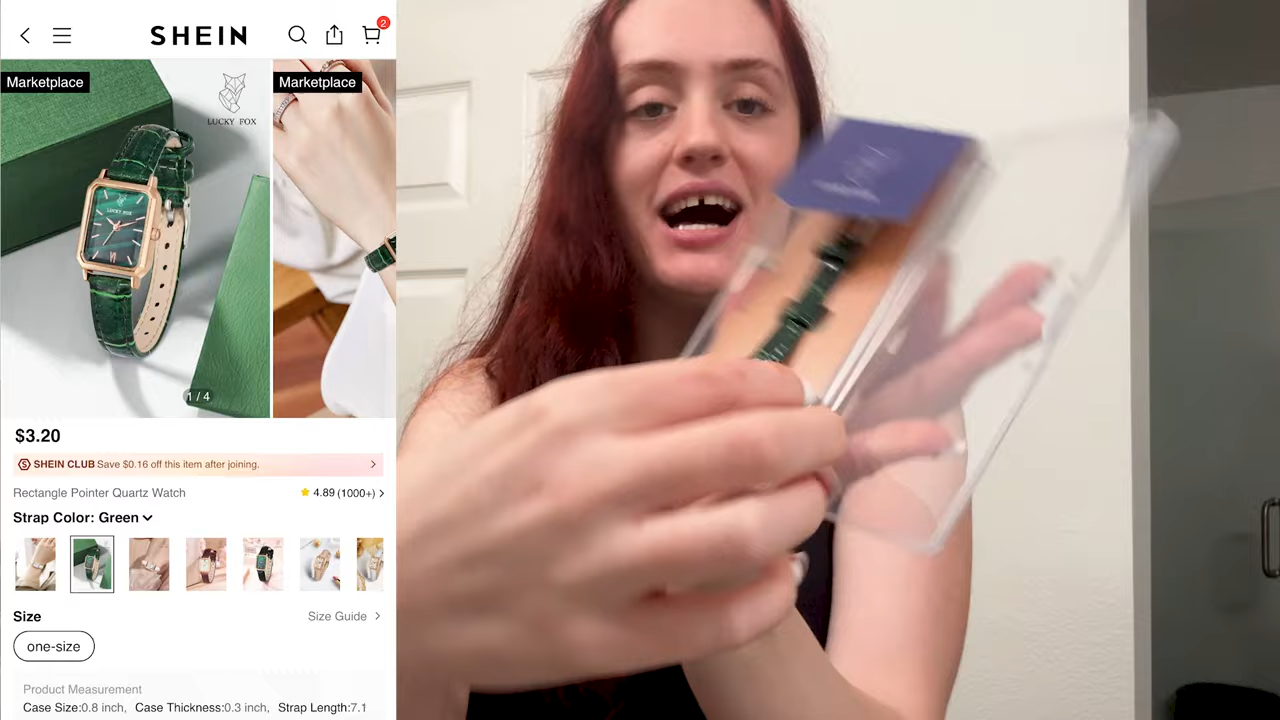 SHEIN
2
Marketplace
Marketplace
LUCKY FOX
LUCKY FOX
1 / 4
$3.20
SHEIN CLUB Save $0.16 off this item after joining.
Rectangle Pointer Quartz Watch
4.89 (1000+)
Strap Color: Green
Size
Size Guide
one-size
Product Measurement
Case Size:0.8 inch, Case Thickness:0.3 inch, Strap Length:7.1